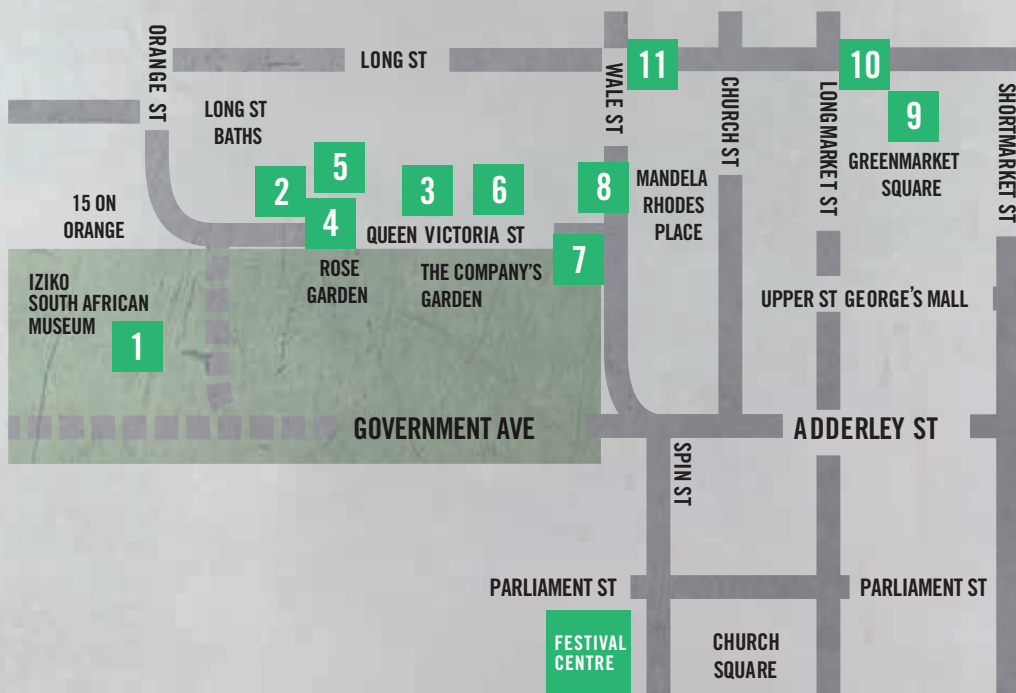 ORANGE ST
LONG ST
WALE ST
11
CHURCH ST
LONGMARKET ST
10
SHORTMARKET ST
LONG ST
BATHS
9
GREENMARKET
SQUARE
2
5
3
6
8
MANDELA
RHODES
PLACE
15 ON
ORANGE
4
QUEEN VICTORIA ST
7
ROSE
GARDEN
THE COMPANY'S
GARDEN
IZIKO
SOUTH AFRICAN
MUSEUM
1
UPPER ST GEORGE'S MALL
GOVERNMENT AVE
ADDERLEY ST
SPIN ST
PARLIAMENT ST
PARLIAMENT ST
FESTIVAL
CENTRE
CHURCH
SQUARE